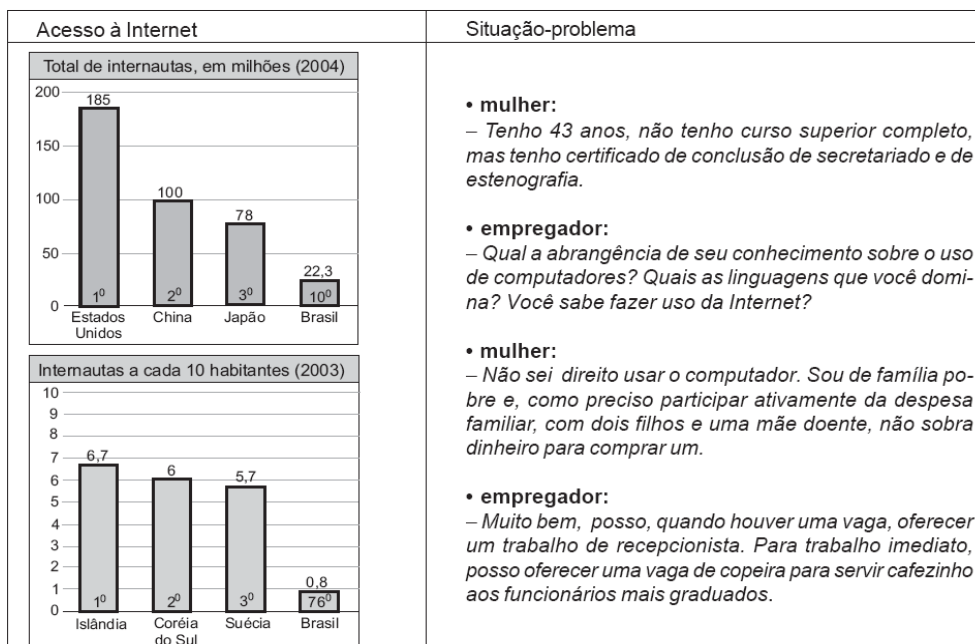 Acesso à Internet
Total de internautas, em milhões (2004)
200
150
100
50
0
185
100
78
22,3
1º
2º
3º
10º
Estados
Unidos
China
Japão
Brasil
Internautas a cada 10 habitantes (2003)
10
9
8
7
6
5
4
3
2
1
0
6,7
6
5,7
0,8
1º
2º
3º
76º
Islândia
Coréia
do Sul
Suécia
Brasil
Situação-problema
• mulher:
– Tenho 43 anos, não tenho curso superior completo,
mas tenho certificado de conclusão de secretariado e de
estenografia.
• empregador:
– Qual a abrangência de seu conhecimento sobre o uso
de computadores? Quais as linguagens que você domi-
na? Você sabe fazer uso da Internet?
• mulher:
– Não sei direito usar o computador. Sou de família po-
bre e, como preciso participar ativamente da despesa
familiar, com dois filhos e uma mãe doente, não sobra
dinheiro para comprar um.
• empregador:
– Muito bem, posso, quando houver uma vaga, oferecer
um trabalho de recepcionista. Para trabalho imediato,
posso oferecer uma vaga de copeira para servir cafezinho
aos funcionários mais graduados.